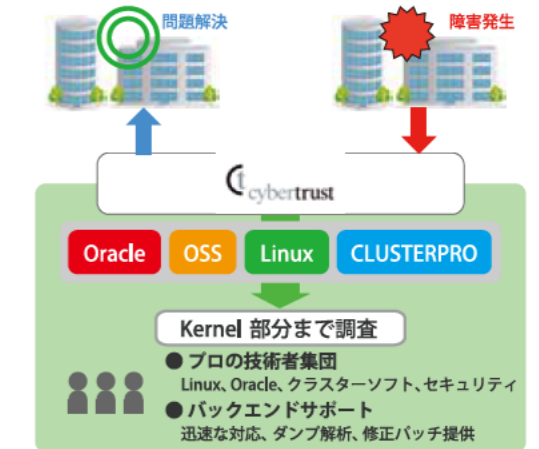 問題解決
障害発生
cybertrust
Oracle
OSS
Linux
CLUSTERPRO
Kernel 部分まで調査
● プロの技術者集団
Linux、Oracle、クラスターソフト、セキュリティ
● バックエンドサポート
迅速な対応、ダンプ解析、修正パッチ提供